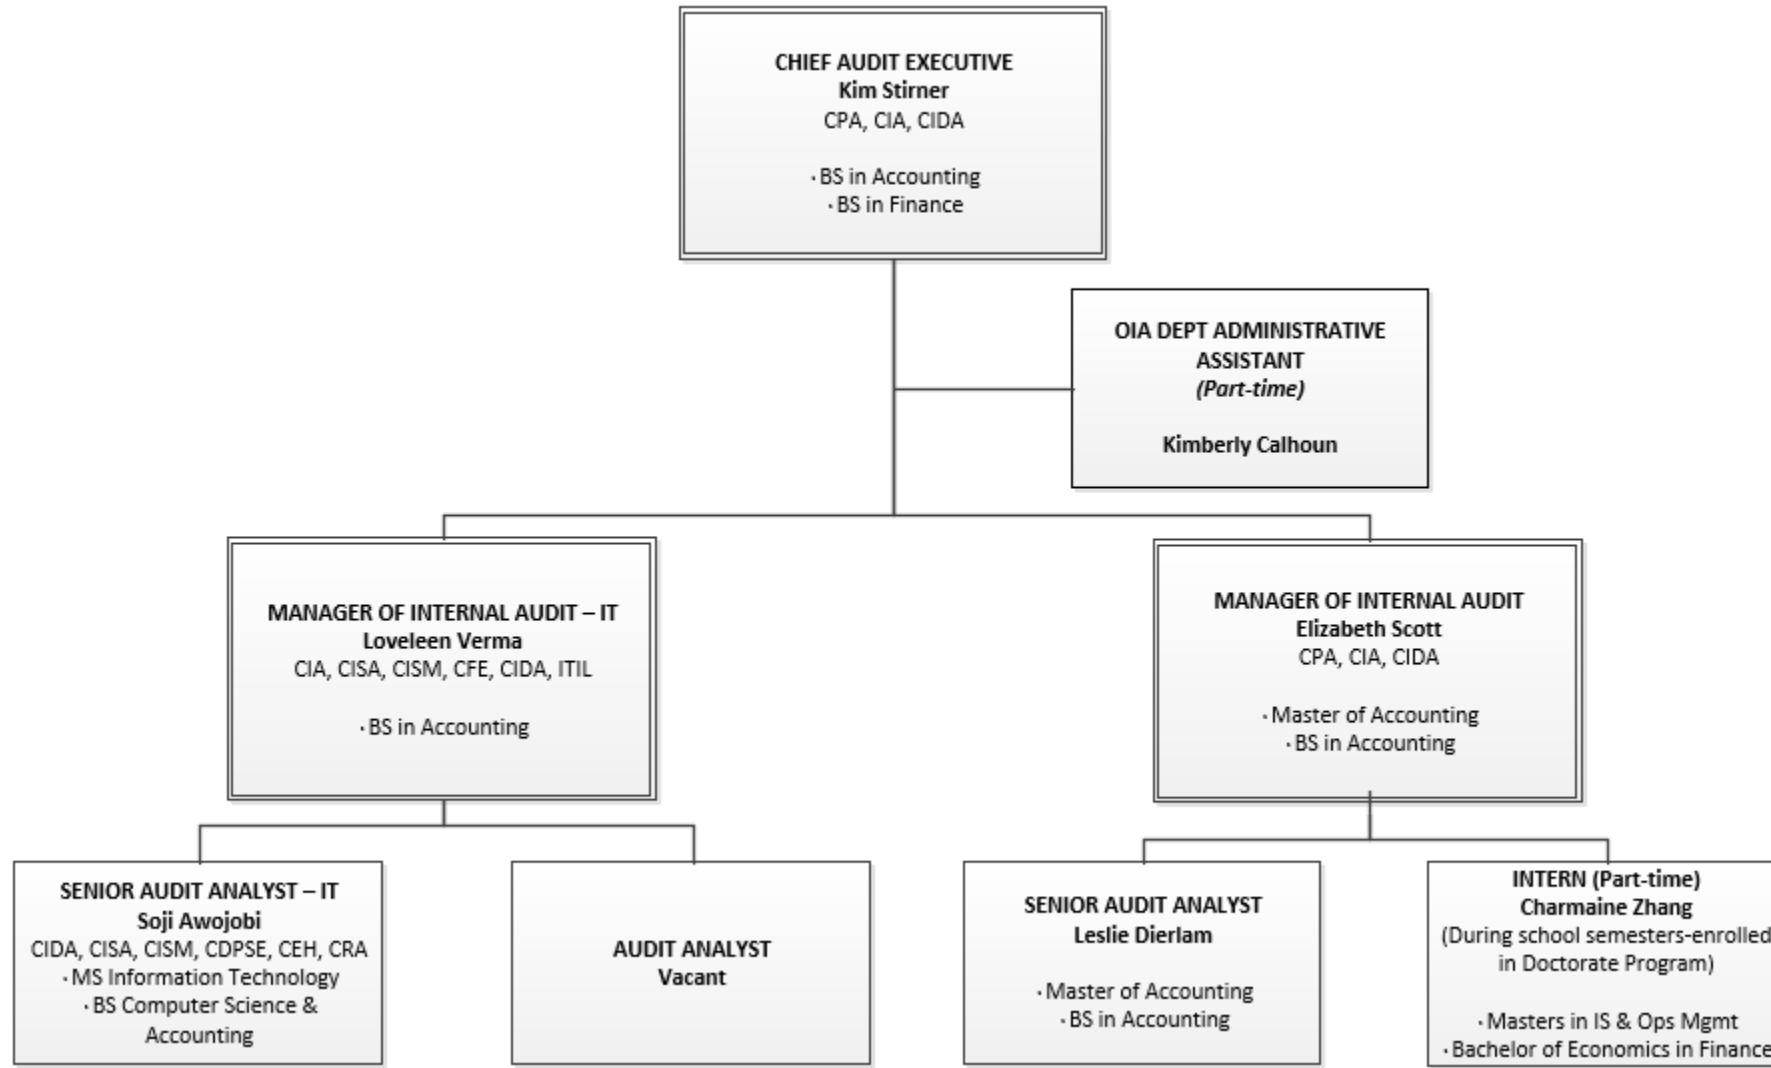 CHIEF AUDIT EXECUTIVE
Kim Stirner
CPA, CIA, CIDA
· BS in Accounting
· BS in Finance
OIA DEPT ADMINISTRATIVE
ASSISTANT
(Part-time)
Kimberly Calhoun
MANAGER OF INTERNAL AUDIT – IT
Loveleen Verma
CIA, CISA, CISM, CFE, CIDA, ITIL
· BS in Accounting
MANAGER OF INTERNAL AUDIT
Elizabeth Scott
CPA, CIA, CIDA
· Master of Accounting
· BS in Accounting
SENIOR AUDIT ANALYST – IT
Soji Awojobi
CIDA, CISA, CISM, CDPSE, CEH, CRA
· MS Information Technology
· BS Computer Science &
Accounting
AUDIT ANALYST
Vacant
SENIOR AUDIT ANALYST
Leslie Dierlam
· Master of Accounting
· BS in Accounting
INTERN (Part-time)
Charmaine Zhang
(During school semesters-enrolled
in Doctorate Program)
· Masters in IS & Ops Mgmt
· Bachelor of Economics in Finance